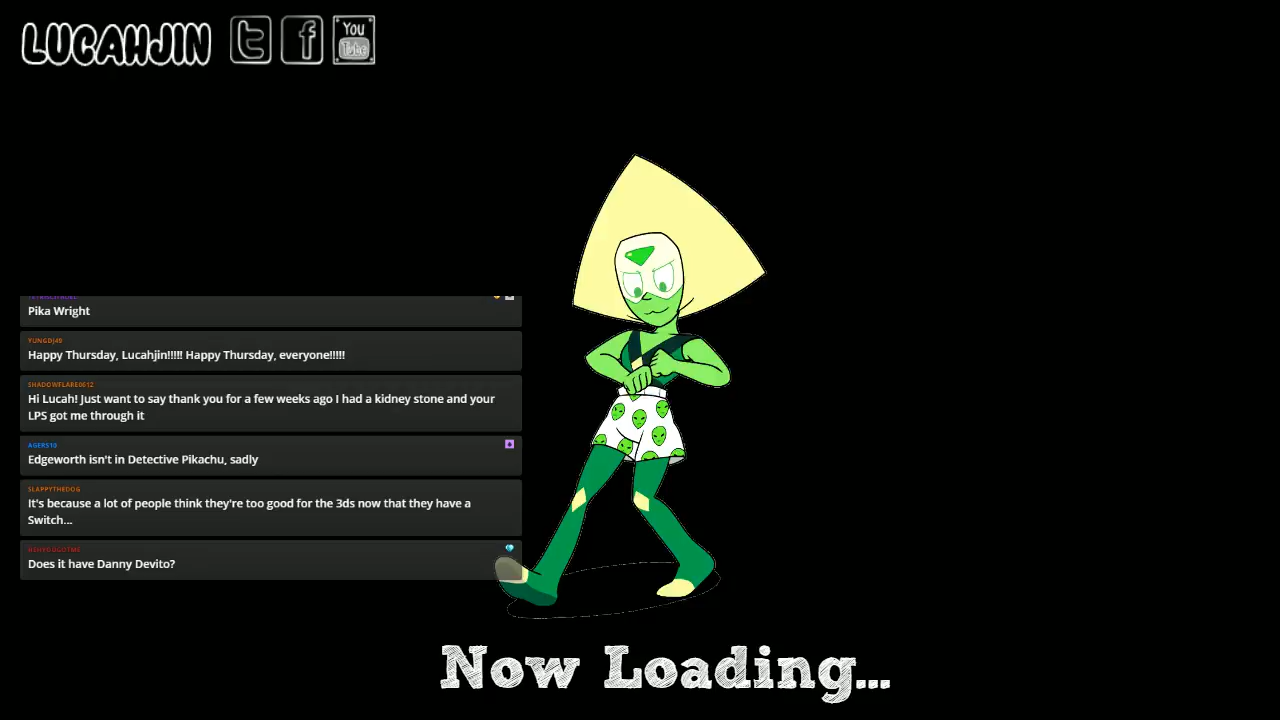 LUCAHJIN
You
Tube
Pika Wright
YUNGDJ49
Happy Thursday, Lucahjin!!!!! Happy Thursday, everyone!!!!!
SHADOWFLARE0612
Hi Lucah! Just want to say thank you for a few weeks ago I had a kidney stone and your
LPS got me through it
AGERS10
Edgeworth isn't in Detective Pikachu, sadly
SLAPPYTHEDOG
It's because a lot of people think they're too good for the 3ds now that they have a
Switch...
Does it have Danny Devito?
Now Loading...